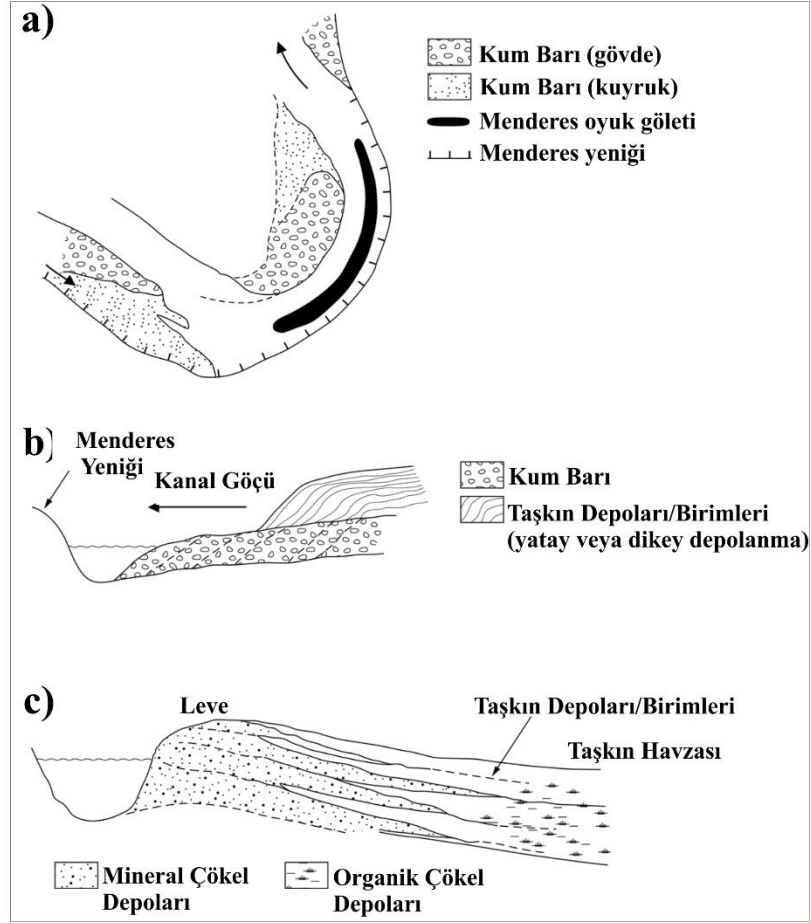 a)
Kum Barı (gövde)
Kum Barı (kuyruk)
Menderes oyuk göleti
Menderes yeniği
b)
Menderes
Yeniği
Kanal Göçü
Kum Barı
Taşkın Depoları/Birimleri
(yatay veya dikey depolanma)
c)
Leve
Taşkın Depoları/Birimleri
Taşkın Havzası
Mineral Çökel
Depoları
Organik Çökel
Depoları